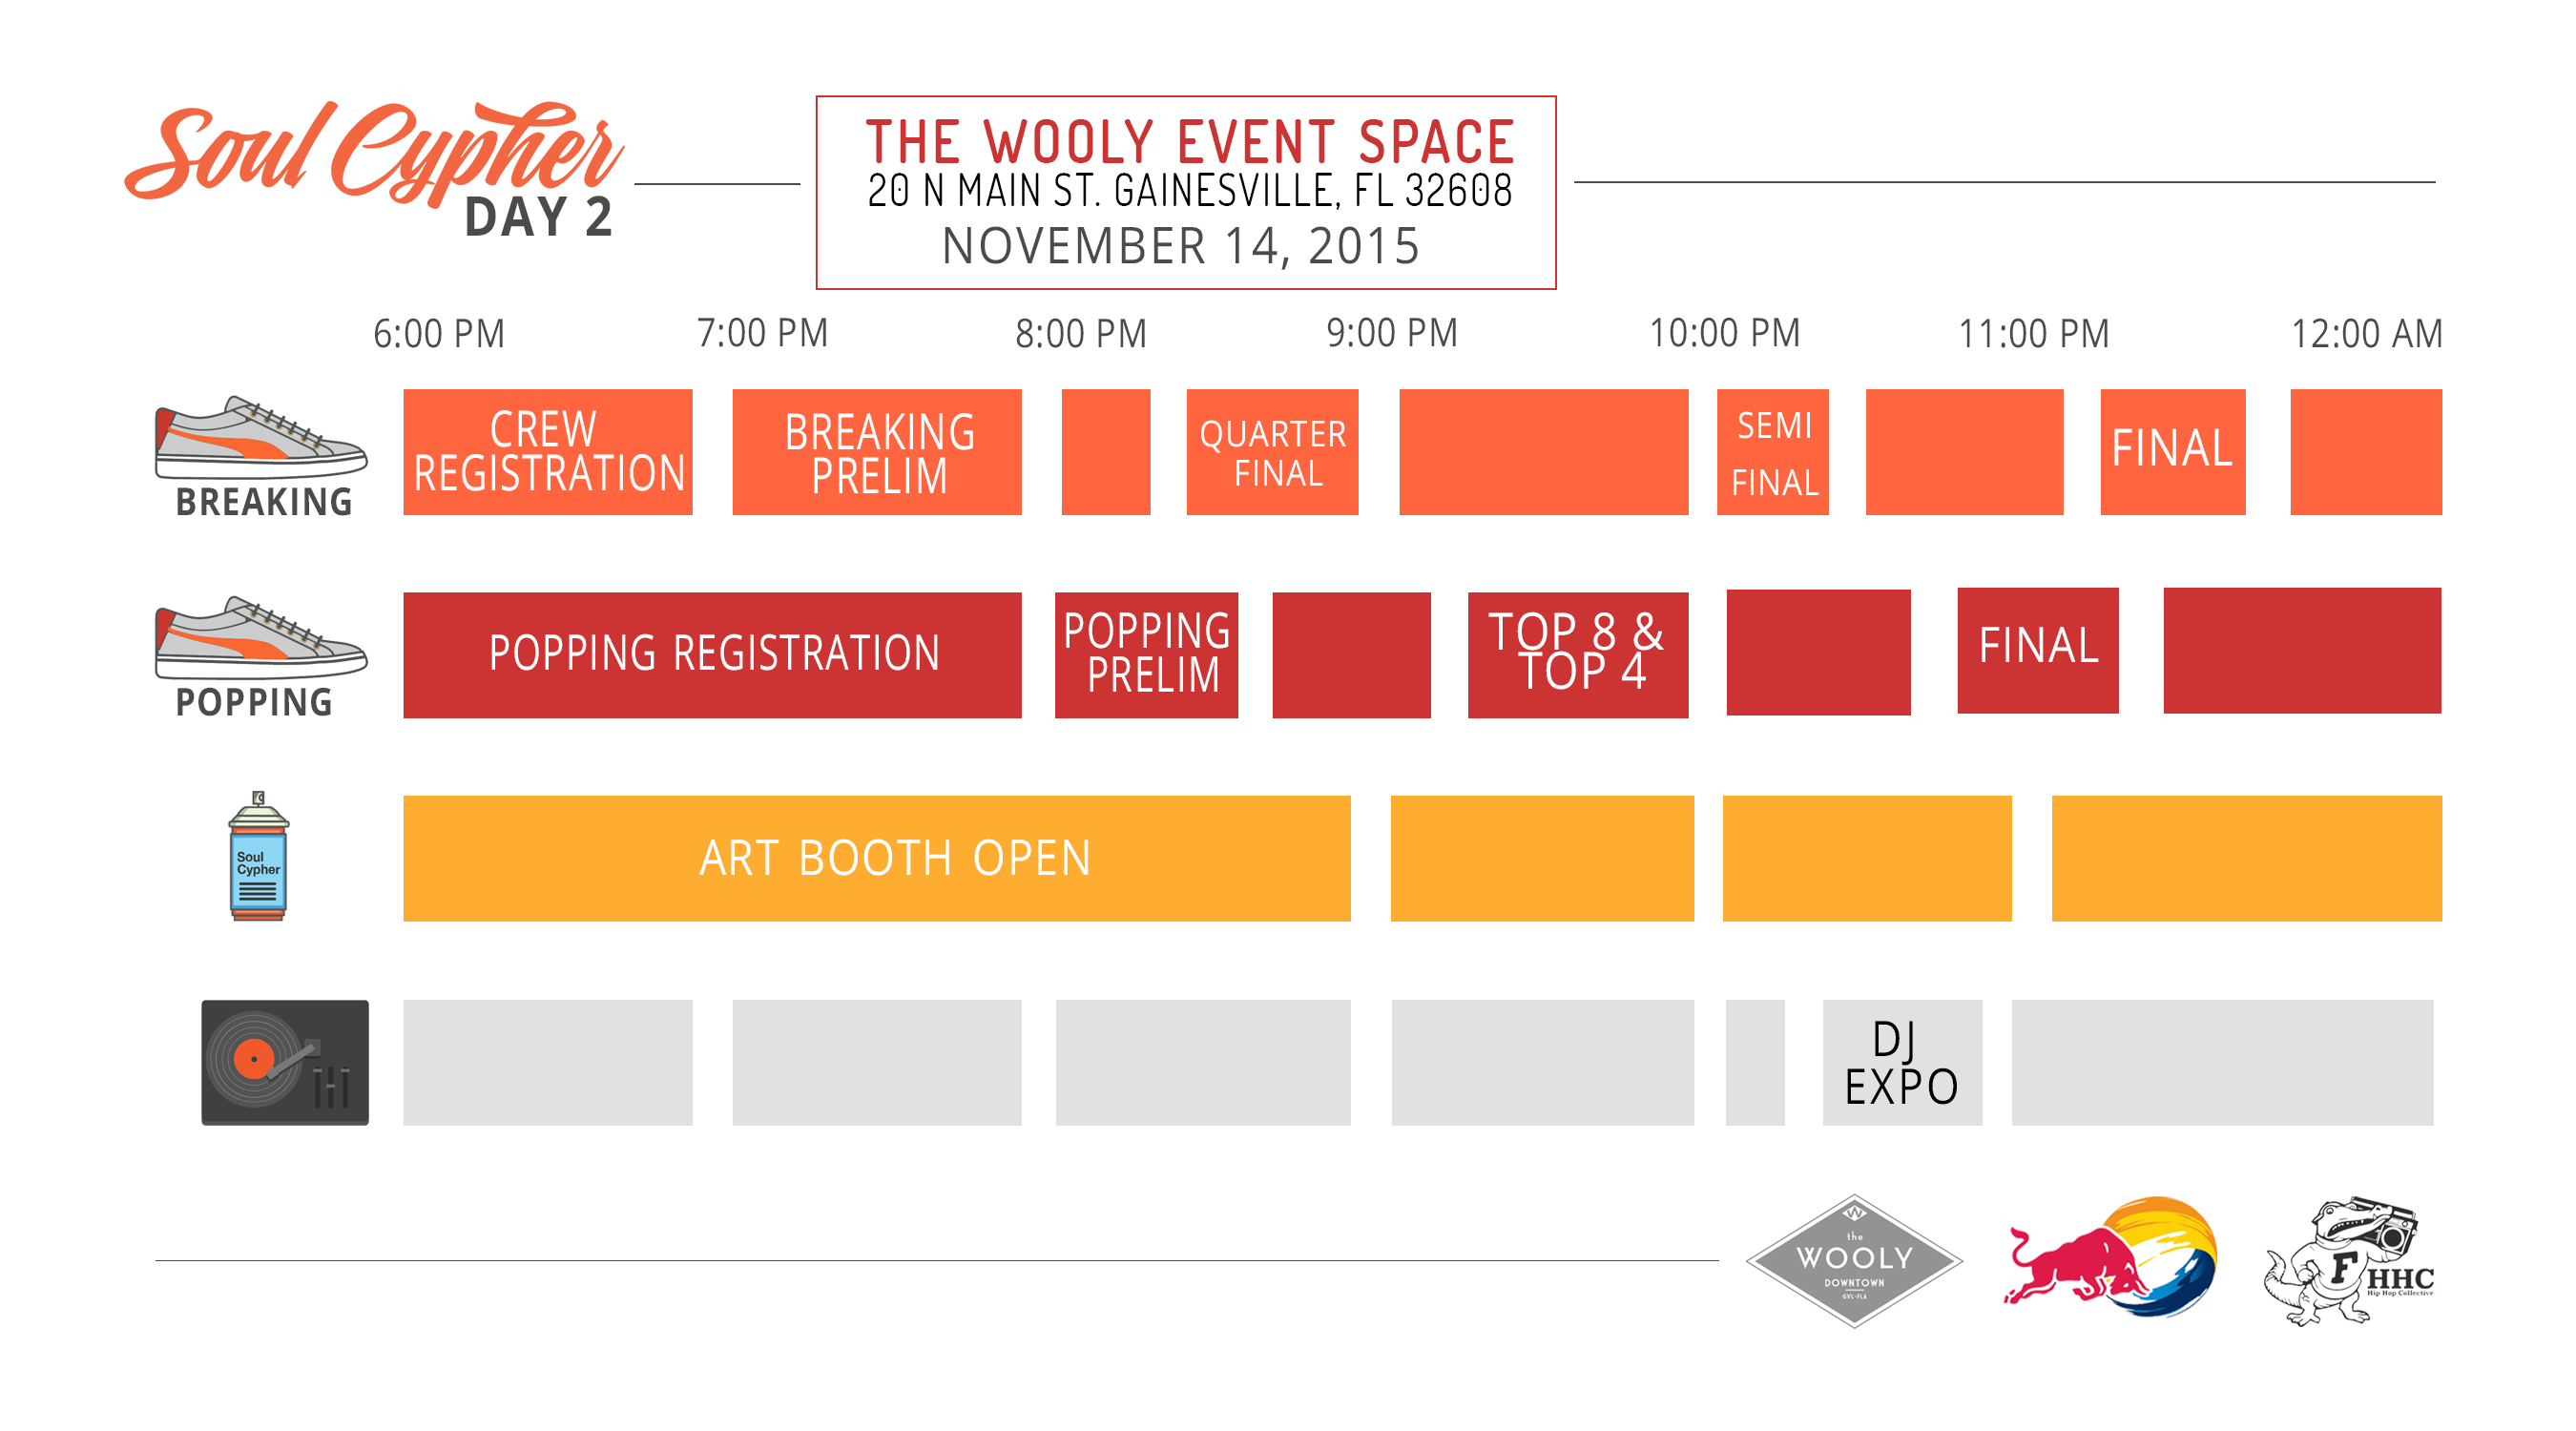 Soul Cypher
DAY 2
THE WOOLY EVENT SPACE
20 N MAIN ST. GAINESVILLE, FL 32608
NOVEMBER 14, 2015
6:00 PM 7:00 PM 8:00 PM 9:00 PM 10:00 PM 11:00 PM 12:00 AM
BREAKING
CREW
REGISTRATION
BREAKING
PRELIM
QUARTER
FINAL
SEMI
FINAL
FINAL
POPPING
POPPING REGISTRATION
POPPING
PRELIM
TOP 8 &
TOP 4
FINAL
Soul
Cypher
ART BOOTH OPEN
DJ
EXPO
W
the
WOOLY
DOWNTOWN
GVL-FLA
F
HHC
Hip Hop Collective